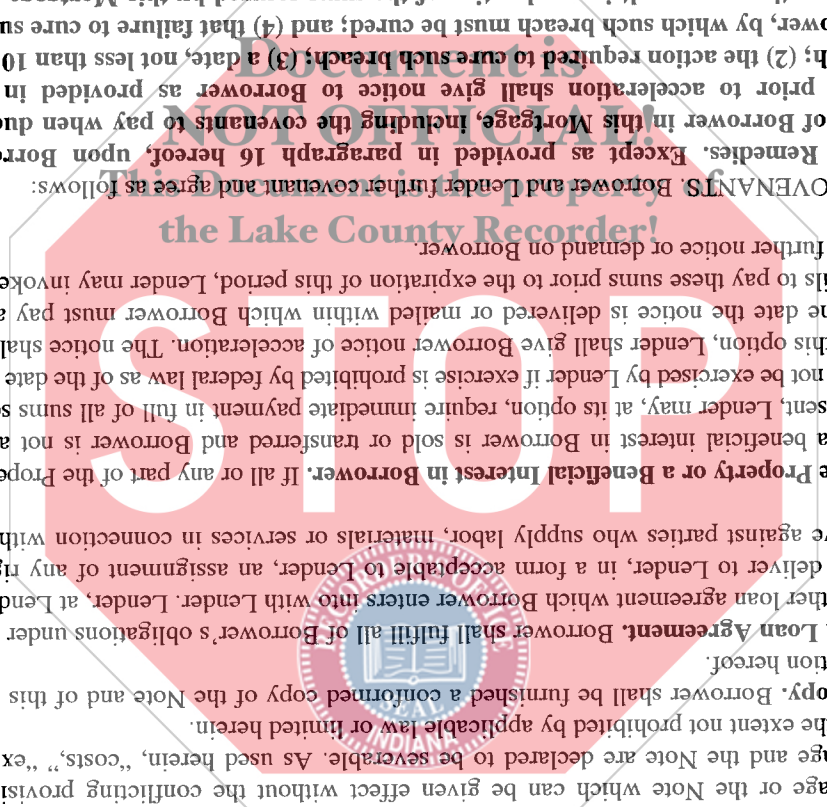 Document is
NOT OFFICIAL!
This Document is the property of
the Lake County Recorder!
STOP
RECORDER'S OFFICE
SEAL
INDIANA
age or the Note which can be given effect without the conflicting provisi
age and the Note are declared to be severable. As used herein, "costs," "ex
he extent not prohibited by applicable law or limited herein.
opy. Borrower shall be furnished a conformed copy of the Note and of this
tion hereof.
Loan Agreement. Borrower shall fulfill all of Borrower's obligations under
ther loan agreement which Borrower enters into with Lender. Lender, at Lend
deliver to Lender, in a form acceptable to Lender, an assignment of any ri
ve against parties who supply labor, materials or services in connection with
e Property or a Beneficial Interest in Borrower. If all or any part of the Prope
a beneficial interest in Borrower is sold or transferred and Borrower is not a
sent, Lender may, at its option, require immediate payment in full of all sums s
not be exercised by Lender if exercise is prohibited by federal law as of the date
this option, Lender shall give Borrower notice of acceleration. The notice shal
he date the notice is delivered or mailed within which Borrower must pay a
ils to pay these sums prior to the expiration of this period, Lender may invoke
further notice or demand on Borrower.
OVENANTS. Borrower and Lender further covenant and agree as follows:
Remedies. Except as provided in paragraph 16 hereof, upon Borro
of Borrower in this Mortgage, including the covenants to pay when du
prior to acceleration shall give notice to Borrower as provided in
h; (2) the action required to cure such breach; (3) a date, not less than 10
ower, by which such breach must be cured; and (4) that failure to cure su